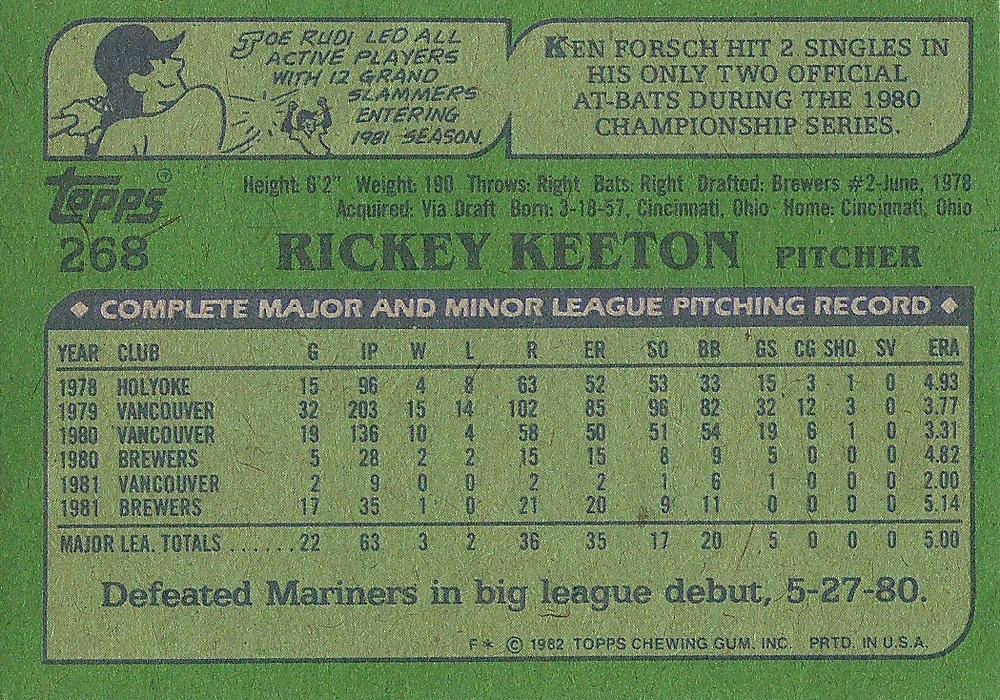 JOE RUDI LED ALL
ACTIVE PLAYERS
WITH 12 GRAND
SLAMMERS
ENTERING
1981 SEASON.
KEN FORSCH HIT 2 SINGLES IN
HIS ONLY TWO OFFICIAL
AT-BATS DURING THE 1980
CHAMPIONSHIP SERIES.
TOPPS®
268
Height: 6'2" Weight: 190 Throws: Right Bats: Right Drafted: Brewers #2-June, 1978
Acquired: Via Draft Born: 3-18-57, Cincinnati, Ohio Home: Cincinnati, Ohio
RICKEY KEETON PITCHER
◆ COMPLETE MAJOR AND MINOR LEAGUE PITCHING RECORD ◆
YEAR CLUB G IP W L R ER SO BB GS CG SHO SV ERA
1978 HOLYOKE 15 96 4 8 63 52 53 33 15 3 1 0 4.93
1979 VANCOUVER 32 203 15 14 102 85 96 82 32 12 3 0 3.77
1980 VANCOUVER 19 136 10 4 58 50 51 54 19 6 1 0 3.31
1980 BREWERS 5 28 2 2 15 15 8 9 5 0 0 0 4.82
1981 VANCOUVER 2 9 0 0 2 2 1 6 1 0 0 0 2.00
1981 BREWERS 17 35 1 0 21 20 9 11 0 0 0 0 5.14
MAJOR LEA. TOTALS ...... 22 63 3 2 36 35 17 20 5 0 0 0 5.00
Defeated Mariners in big league debut, 5-27-80.
F* © 1982 TOPPS CHEWING GUM, INC. PRTD. IN U.S.A.